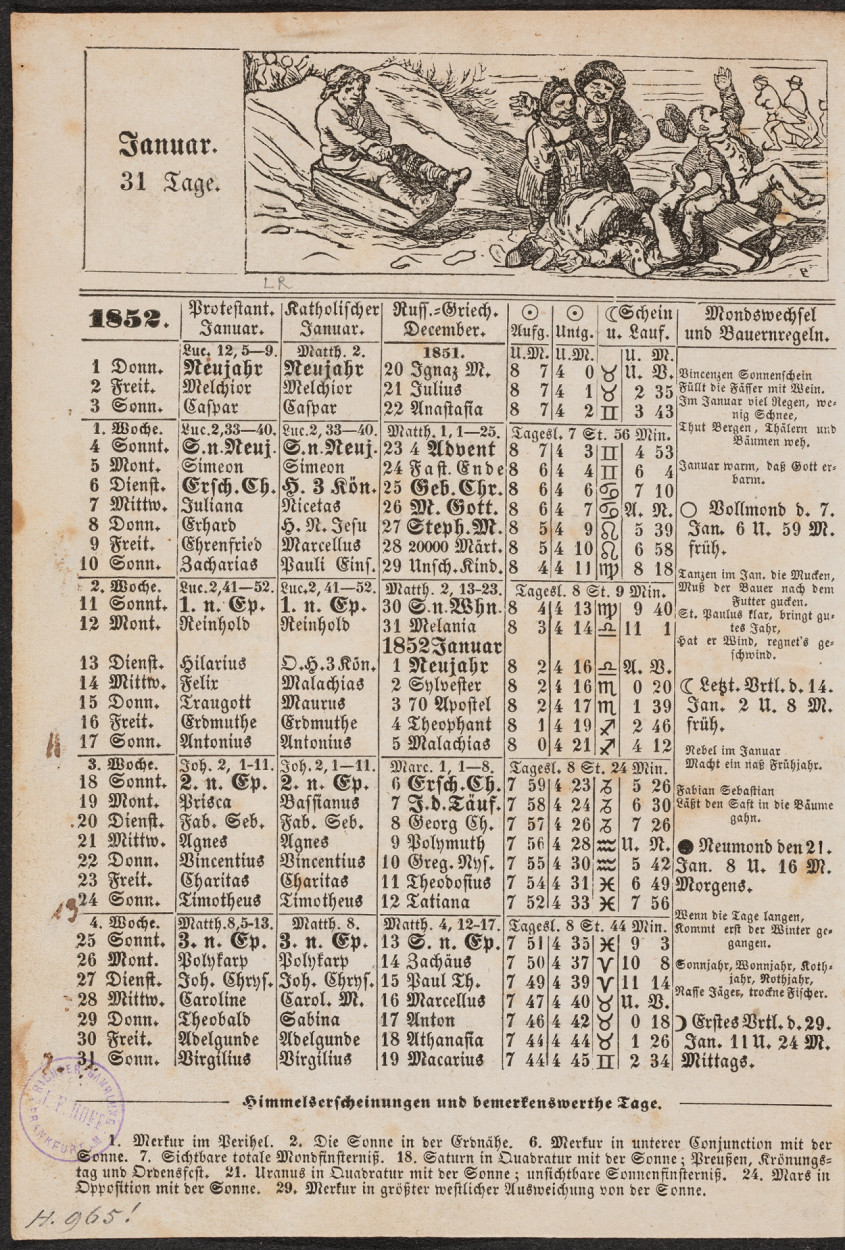 Januar.
31 Tage.
LR
1852. Protestant. Januar. Katholischer Januar. Russ.-Griech. December. ☉ Aufg. ☉ Untg. ☾Schein u. Lauf. Mondswechsel und Bauernregeln.
Luc. 12, 5—9. Matth. 2. 1851. U.M. U.M. U. M.
1 Donn. Neujahr Neujahr 20 Ignaz M. 8 7 4 0 ♉ U. V. Vincenzen Sonnenschein
2 Freit. Melchior Melchior 21 Julius 8 7 4 1 ♉ 2 35 Füllt die Fässer mit Wein.
3 Sonn. Caspar Caspar 22 Anastasia 8 7 4 2 ♊ 3 43 Im Januar viel Regen, we-
nig Schnee,
1. Woche. Luc.2,33—40. Luc.2, 33—40. Matth. 1, 1—25. Tagesl. 7 St. 56 Min. Thut Bergen, Thälern und
Bäumen weh.
4 Sonnt. S.n.Neuj. S.n.Neuj. 23 4 Advent 8 7 4 3 ♊ 4 53
5 Mont. Simeon Simeon 24 Fast. Ende 8 6 4 4 ♊ 6 4 Januar warm, daß Gott er-
barm.
6 Dienst. Ersch.Ch. H. 3 Kön. 25 Geb.Chr. 8 6 4 6 ♋ 7 10
7 Mittw. Juliana Nicetas 26 M. Gott. 8 6 4 7 ♋ A. N. ○ Vollmond d. 7.
8 Donn. Erhard H. N. Jesu 27 Steph.M. 8 5 4 9 ♌ 5 39 Jan. 6 U. 59 M.
9 Freit. Ehrenfried Marcellus 28 20000 Märt. 8 5 4 10 ♌ 6 58 früh.
10 Sonn. Zacharias Pauli Eins. 29 Unsch.Kind. 8 4 4 11 ♍ 8 18
Tanzen im Jan. die Mucken,
2. Woche. Luc.2,41—52. Luc.2, 41—52. Matth. 2, 13-23. Tagesl. 8 St. 9 Min. Muß der Bauer nach dem
Futter gucken.
11 Sonnt. 1. n. Ep. 1. n. Ep. 30 S.n.Whn. 8 4 4 13 ♍ 9 40 St. Paulus klar, bringt gu-
tes Jahr,
12 Mont. Reinhold Reinhold 31 Melania 8 3 4 14 ♎ 11 1
1852 Januar Hat er Wind, regnet's ge-
schwind.
13 Dienst. Hilarius O.H.3 Kön. 1 Neujahr 8 2 4 16 ♎ A. V.
14 Mittw. Felix Malachias 2 Sylvester 8 2 4 16 ♏ 0 20 ☾ Letzt. Vrtl. d. 14.
15 Donn. Traugott Maurus 3 70 Apostel 8 2 4 17 ♏ 1 39 Jan. 2 U. 8 M.
16 Freit. Erdmuthe Erdmuthe 4 Theophant 8 1 4 19 ♐ 2 46 früh.
17 Sonn. Antonius Antonius 5 Malachias 8 0 4 21 ♐ 4 12 Nebel im Januar
3. Woche. Joh. 2, 1-11. Joh. 2, 1—11. Marc. 1, 1—8. Tagesl. 8 St. 24 Min. Macht ein naß Frühjahr.
18 Sonnt. 2. n. Ep. 2. n. Ep. 6 Ersch.Ch. 7 59 4 23 ♑ 5 26 Fabian Sebastian
19 Mont. Prisca Bassianus 7 J.d.Täuf. 7 58 4 24 ♑ 6 30 Läßt den Saft in die Bäume
gahn.
20 Dienst. Fab. Seb. Fab. Seb. 8 Georg Ch. 7 57 4 26 ♑ 7 26
21 Mittw. Agnes Agnes 9 Polymuth 7 56 4 28 ♒ U. N. ● Neumond den 21.
22 Donn. Vincentius Vincentius 10 Greg. Nys. 7 55 4 30 ♒ 5 42 Jan. 8 U. 16 M.
23 Freit. Charitas Charitas 11 Theodosius 7 54 4 31 ♓ 6 49 Morgens.
24 Sonn. Timotheus Timotheus 12 Tatiana 7 52 4 33 ♓ 7 56
Wenn die Tage langen,
4. Woche. Matth.8,5-13. Matth. 8. Matth. 4, 12-17. Tagesl. 8 St. 44 Min. Kommt erst der Winter ge-
gangen.
25 Sonnt. 3. n. Ep. 3. n. Ep. 13 S. n. Ep. 7 51 4 35 ♓ 9 3
26 Mont. Polykarp Polykarp 14 Zachäus 7 50 4 37 ♈ 10 8 Sonnjahr, Wonnjahr, Koth-
27 Dienst. Joh. Chrys. Joh. Chrys. 15 Paul Th. 7 49 4 39 ♈ 11 14 jahr, Nothjahr,
28 Mittw. Caroline Carol. M. 16 Marcellus 7 47 4 40 ♉ U. V. Nasse Jäger, trockne Fischer.
29 Donn. Theobald Sabina 17 Anton 7 46 4 42 ♉ 0 18 ☽ Erstes Vrtl. d. 29.
30 Freit. Adelgunde Adelgunde 18 Athanasia 7 44 4 44 ♉ 1 26 Jan. 11 U. 24 M.
31 Sonn. Virgilius Virgilius 19 Macarius 7 44 4 45 ♊ 2 34 Mittags.
Himmelserscheinungen und bemerkenswerthe Tage.
1. Merkur im Perihel. 2. Die Sonne in der Erdnähe. 6. Merkur in unterer Conjunction mit der
Sonne. 7. Sichtbare totale Mondfinsterniß. 18. Saturn in Quadratur mit der Sonne; Preußen, Krönungs-
tag und Ordensfest. 21. Uranus in Quadratur mit der Sonne; unsichtbare Sonnenfinsterniß. 24. Mars in
Opposition mit der Sonne. 29. Merkur in größter westlicher Ausweichung von der Sonne.
H. 965!